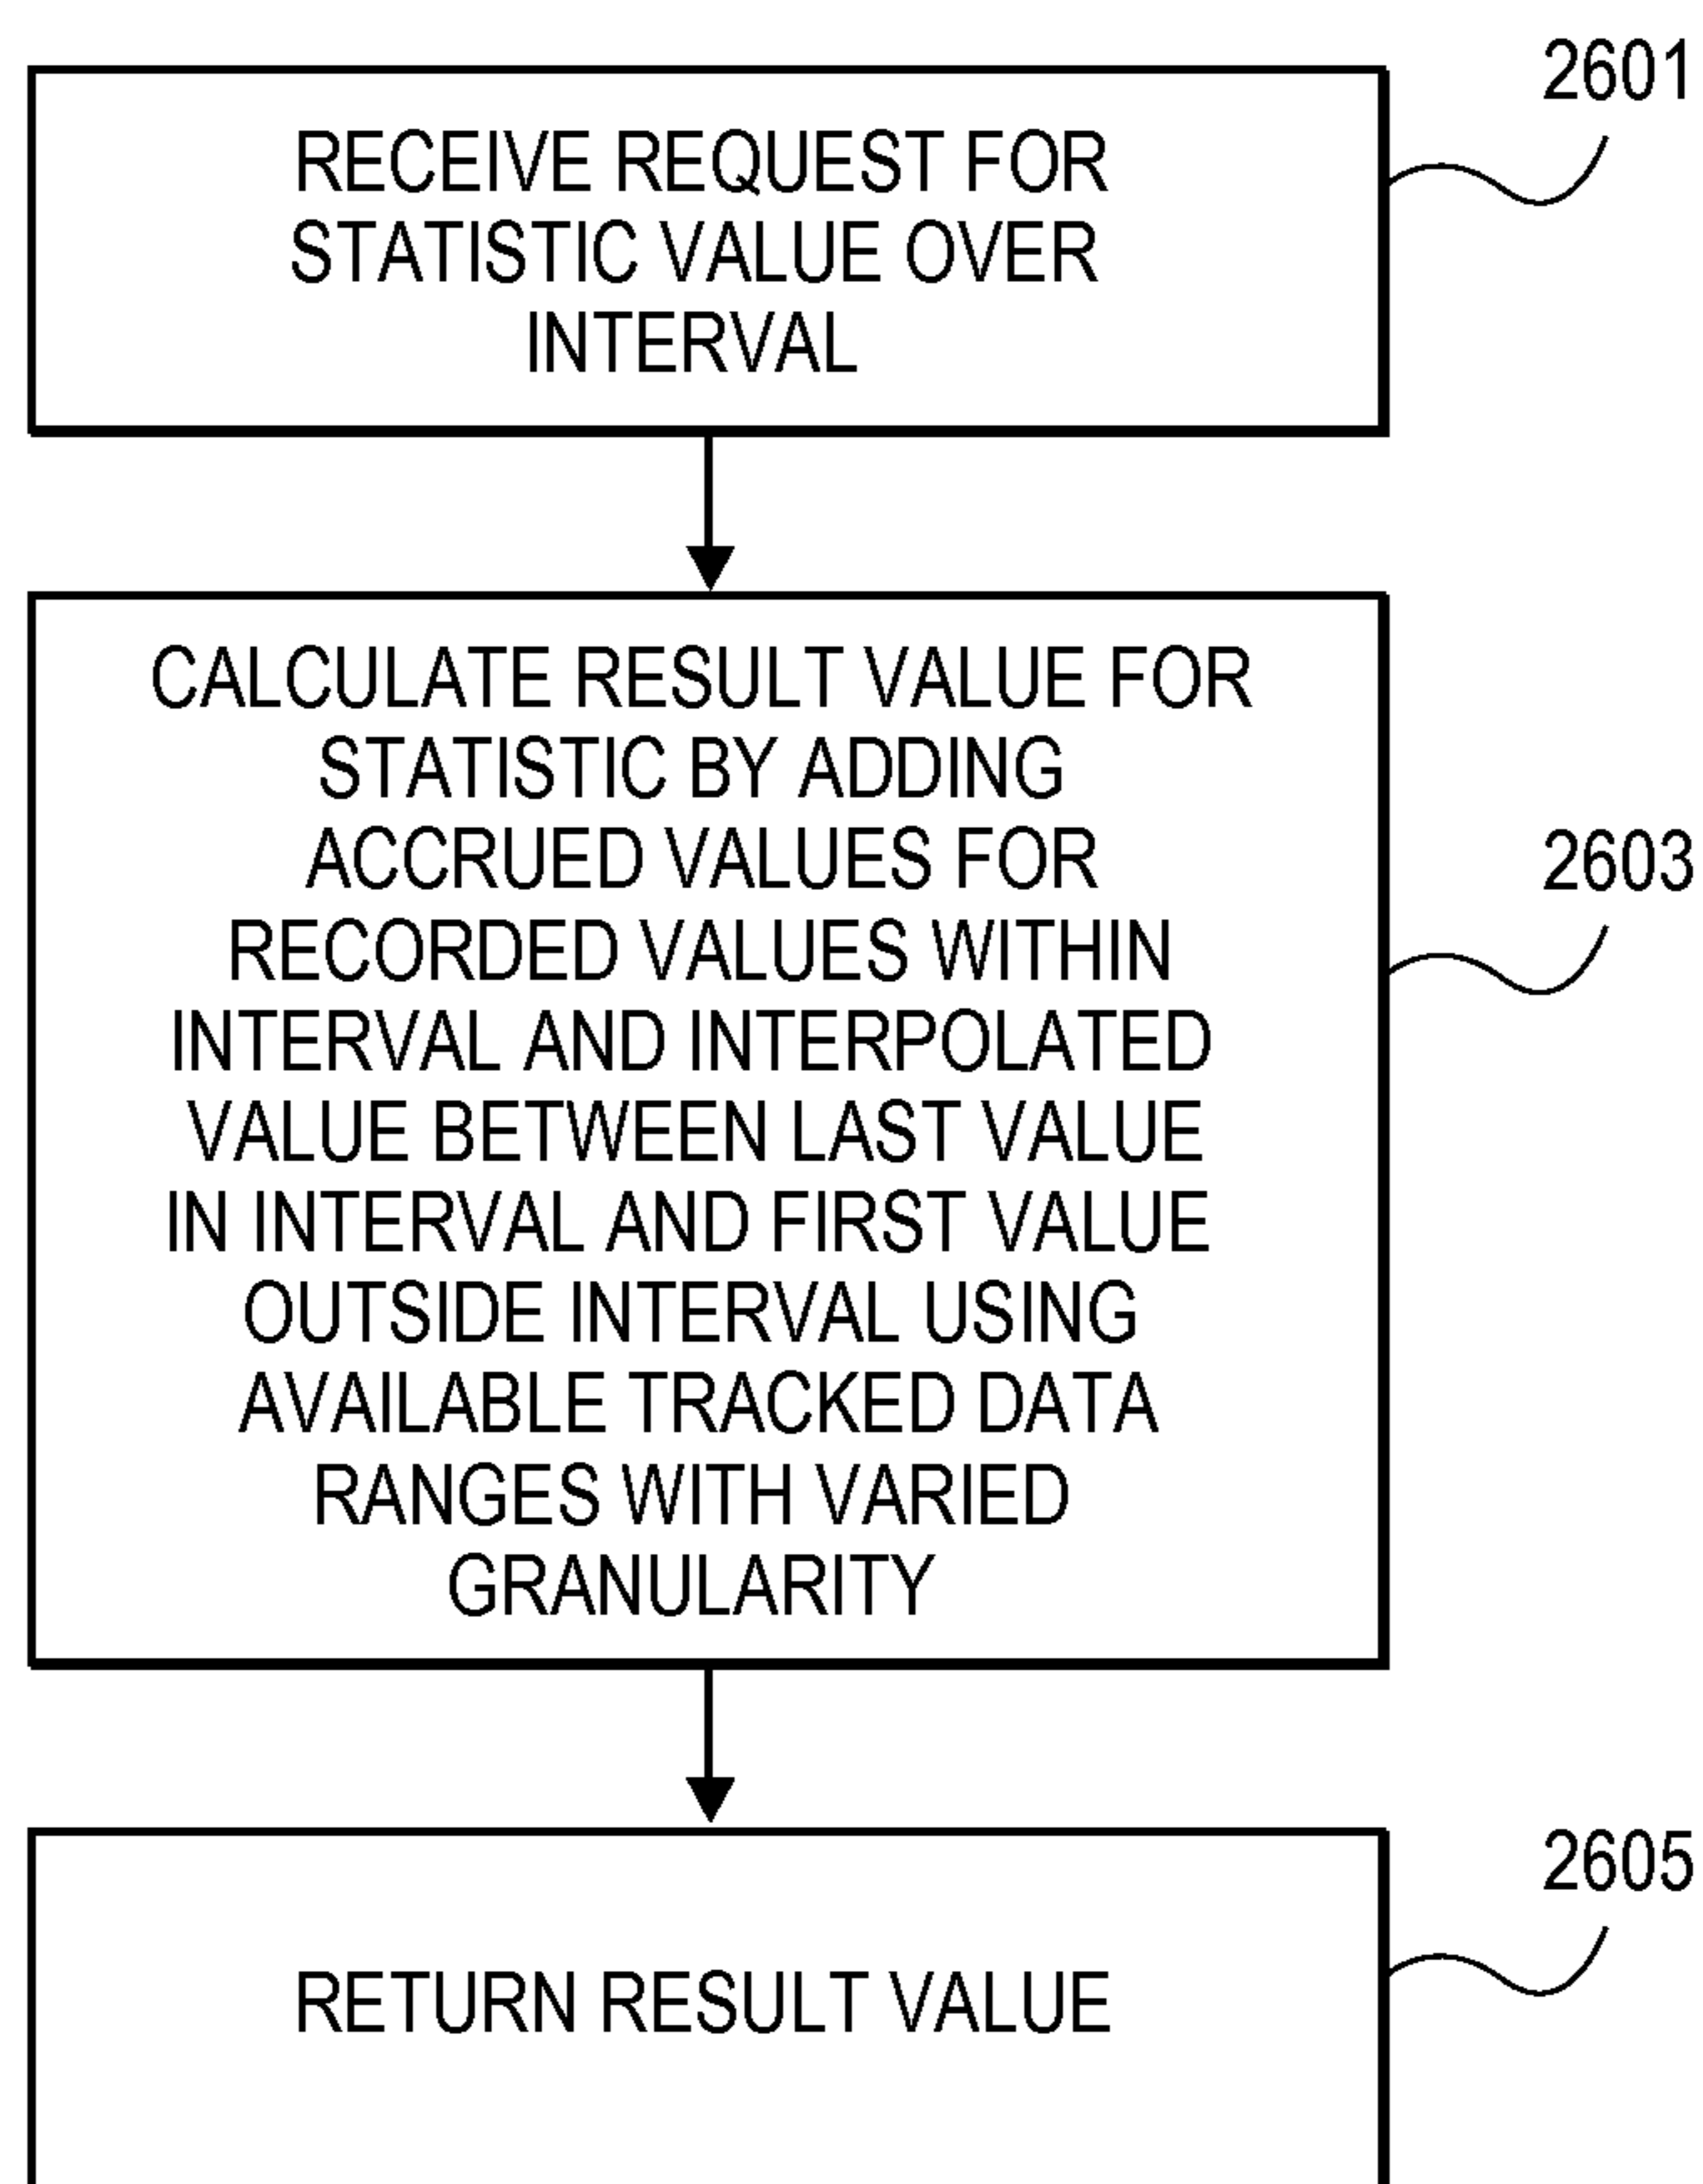 2601
RECEIVE REQUEST FOR
STATISTIC VALUE OVER
INTERVAL
CALCULATE RESULT VALUE FOR
STATISTIC BY ADDING
ACCRUED VALUES FOR
RECORDED VALUES WITHIN
INTERVAL AND INTERPOLATED
VALUE BETWEEN LAST VALUE
IN INTERVAL AND FIRST VALUE
OUTSIDE INTERVAL USING
AVAILABLE TRACKED DATA
RANGES WITH VARIED
GRANULARITY
2603
2605
RETURN RESULT VALUE